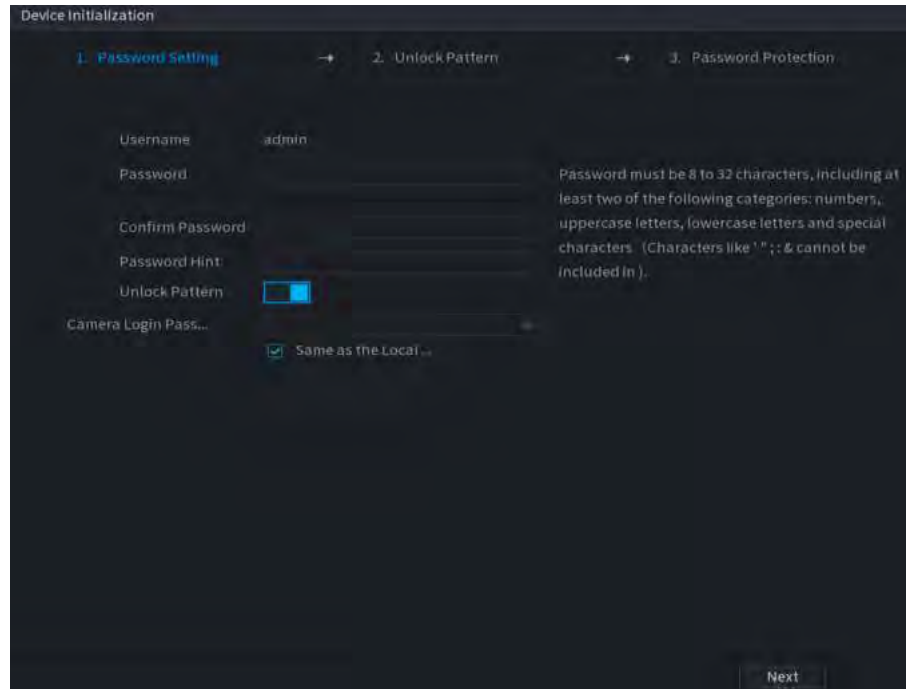 Device Initialization
1. Password Setting → 2. Unlock Pattern → 3. Password Protection
Username admin
Password
Password must be 8 to 32 characters, including at
least two of the following categories: numbers,
uppercase letters, lowercase letters and special
characters (Characters like ' " ; : & cannot be
included in ).
Confirm Password
Password Hint
Unlock Pattern
Camera Login Pass...
Same as the Local ...
Next